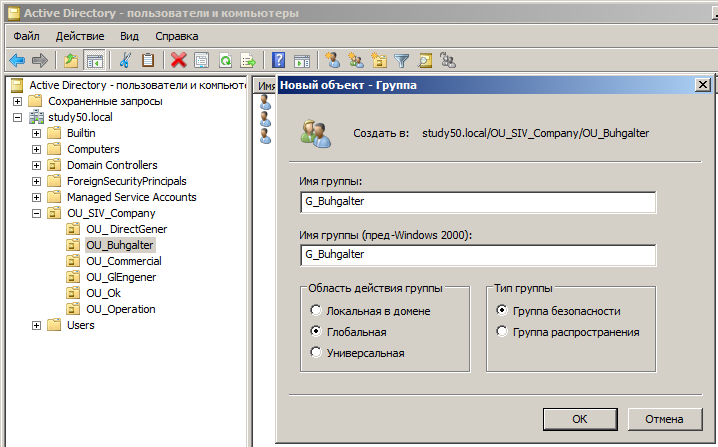 Active Directory - пользователи и компьютеры
Файл Действие Вид Справка
Active Directory - пользователи и компьюте
Сохраненные запросы
study50.local
Builtin
Computers
Domain Controllers
ForeignSecurityPrincipals
Managed Service Accounts
OU_SIV_Company
OU_ DirectGener
OU_Buhgalter
OU_Commercial
OU_GlEngener
OU_Ok
OU_Operation
Users
Имя
Новый объект - Группа
Создать в: study50.local/OU_SIV_Company/OU_Buhgalter
Имя группы:
G_Buhgalter
Имя группы (пред-Windows 2000):
G_Buhgalter
Область действия группы
Локальная в домене
Глобальная
Универсальная
Тип группы
Группа безопасности
Группа распространения
OK
Отмена